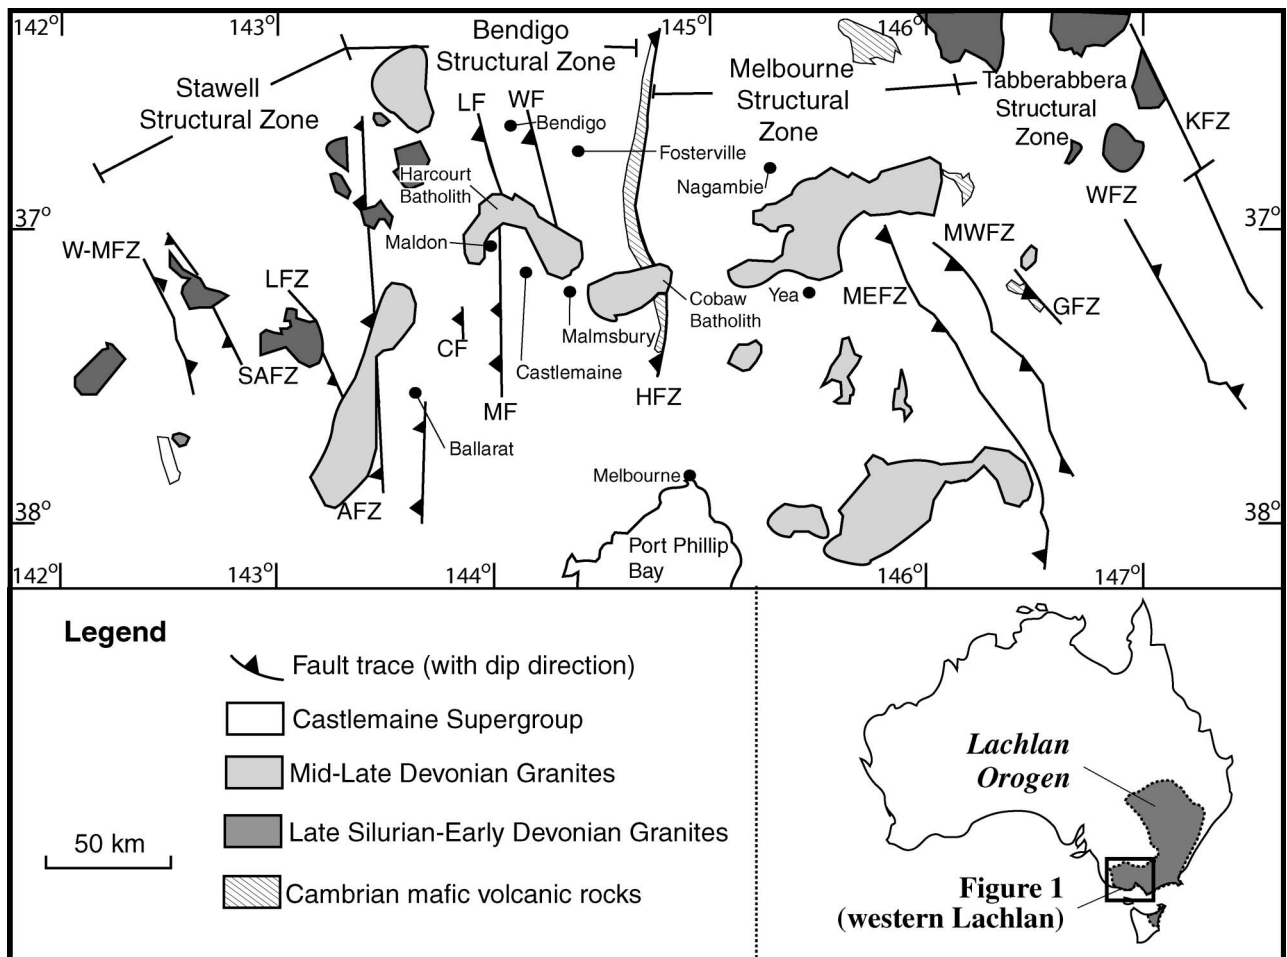 142°
143°
145°
146°
Bendigo
Structural Zone
Stawell
Structural Zone
Melbourne
Structural
Zone
Tabberabbera
Structural
Zone
KFZ
LF
WF
Bendigo
Fosterville
Nagambie
Harcourt
Batholith
WFZ
37°
37°
Maldon
W-MFZ
LFZ
MWFZ
Yea
MEFZ
GFZ
Cobaw
Batholith
Malmsbury
CF
Castlemaine
SAFZ
MF
HFZ
Ballarat
Melbourne
AFZ
38°
38°
Port Phillip
Bay
142°
143°
144°
146°
147°
Legend
Fault trace (with dip direction)
Castlemaine Supergroup
Mid-Late Devonian Granites
Late Silurian-Early Devonian Granites
Cambrian mafic volcanic rocks
50 km
Lachlan
Orogen
Figure 1
(western Lachlan)